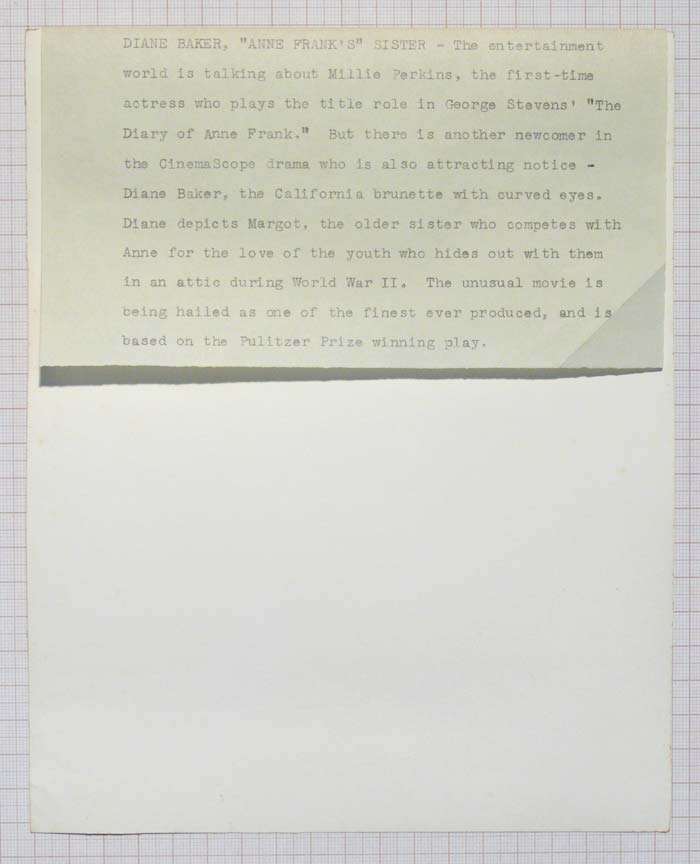 DIANE BAKER, "ANNE FRANK'S" SISTER - The entertainment
world is talking about Millie Perkins, the first-time
actress who plays the title role in George Stevens' "The
Diary of Anne Frank."  But there is another newcomer in
the CinemaScope drama who is also attracting notice -
Diane Baker, the California brunette with curved eyes.
Diane depicts Margot, the older sister who competes with
Anne for the love of the youth who hides out with them
in an attic during World War II.  The unusual movie is
being hailed as one of the finest ever produced, and is
based on the Pulitzer Prize winning play.